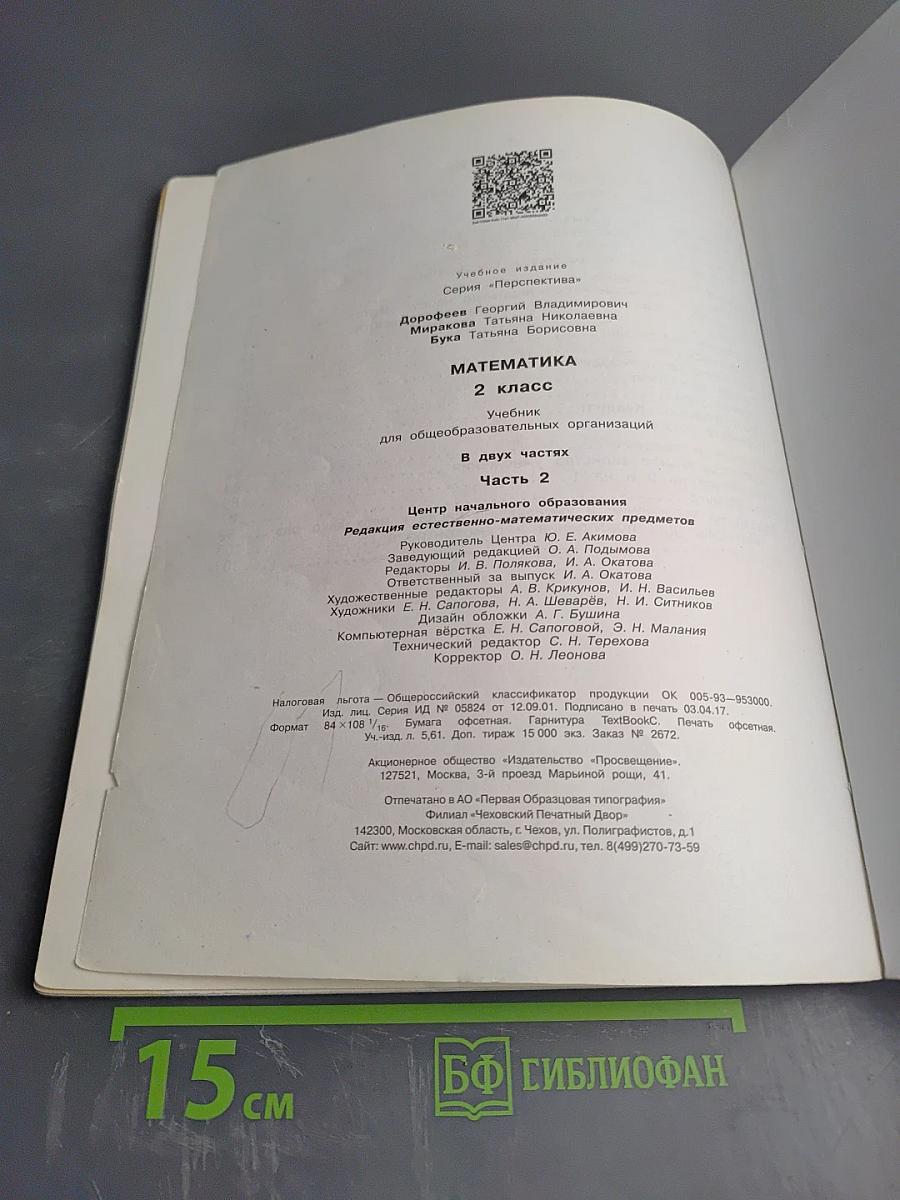 Учебное издание
Серия «Перспектива»
Дорофеев Георгий Владимирович
Миракова Татьяна Николаевна
Бука Татьяна Борисовна
МАТЕМАТИКА
2 класс
Учебник
для общеобразовательных организаций
В двух частях
Часть 2
Центр начального образования
Редакция естественно-математических предметов
Руководитель Центра Ю. Е. Акимова
Заведующий редакцией О. А. Подымова
Редакторы И. В. Полякова, И. А. Окатова
Ответственный за выпуск И. А. Окатова
Художественные редакторы А. В. Крикунов, И. Н. Васильев
Художники Е. Н. Сапогова, Н. А. Шеварёв, Н. И. Ситников
Дизайн обложки А. Г. Бушина
Компьютерная вёрстка Е. Н. Сапоговой, Э. Н. Малания
Технический редактор С. Н. Терехова
Корректор О. Н. Леонова
Налоговая льгота — Общероссийский классификатор продукции ОК 005-93—953000.
Изд. лиц. Серия ИД № 05824 от 12.09.01. Подписано в печать 03.04.17.
Формат 84×108 1/16. Бумага офсетная. Гарнитура TextBookC. Печать офсетная.
Уч.-изд. л. 5,61. Доп. тираж 15 000 экз. Заказ № 2672.
Акционерное общество «Издательство «Просвещение».
127521, Москва, 3-й проезд Марьиной рощи, 41.
Отпечатано в АО «Первая Образцовая типография»
Филиал «Чеховский Печатный Двор»
142300, Московская область, г. Чехов, ул. Полиграфистов, д.1
Сайт: www.chpd.ru, E-mail: sales@chpd.ru, тел. 8(499)270-73-59
15 см
БФ БИБЛИОФАН